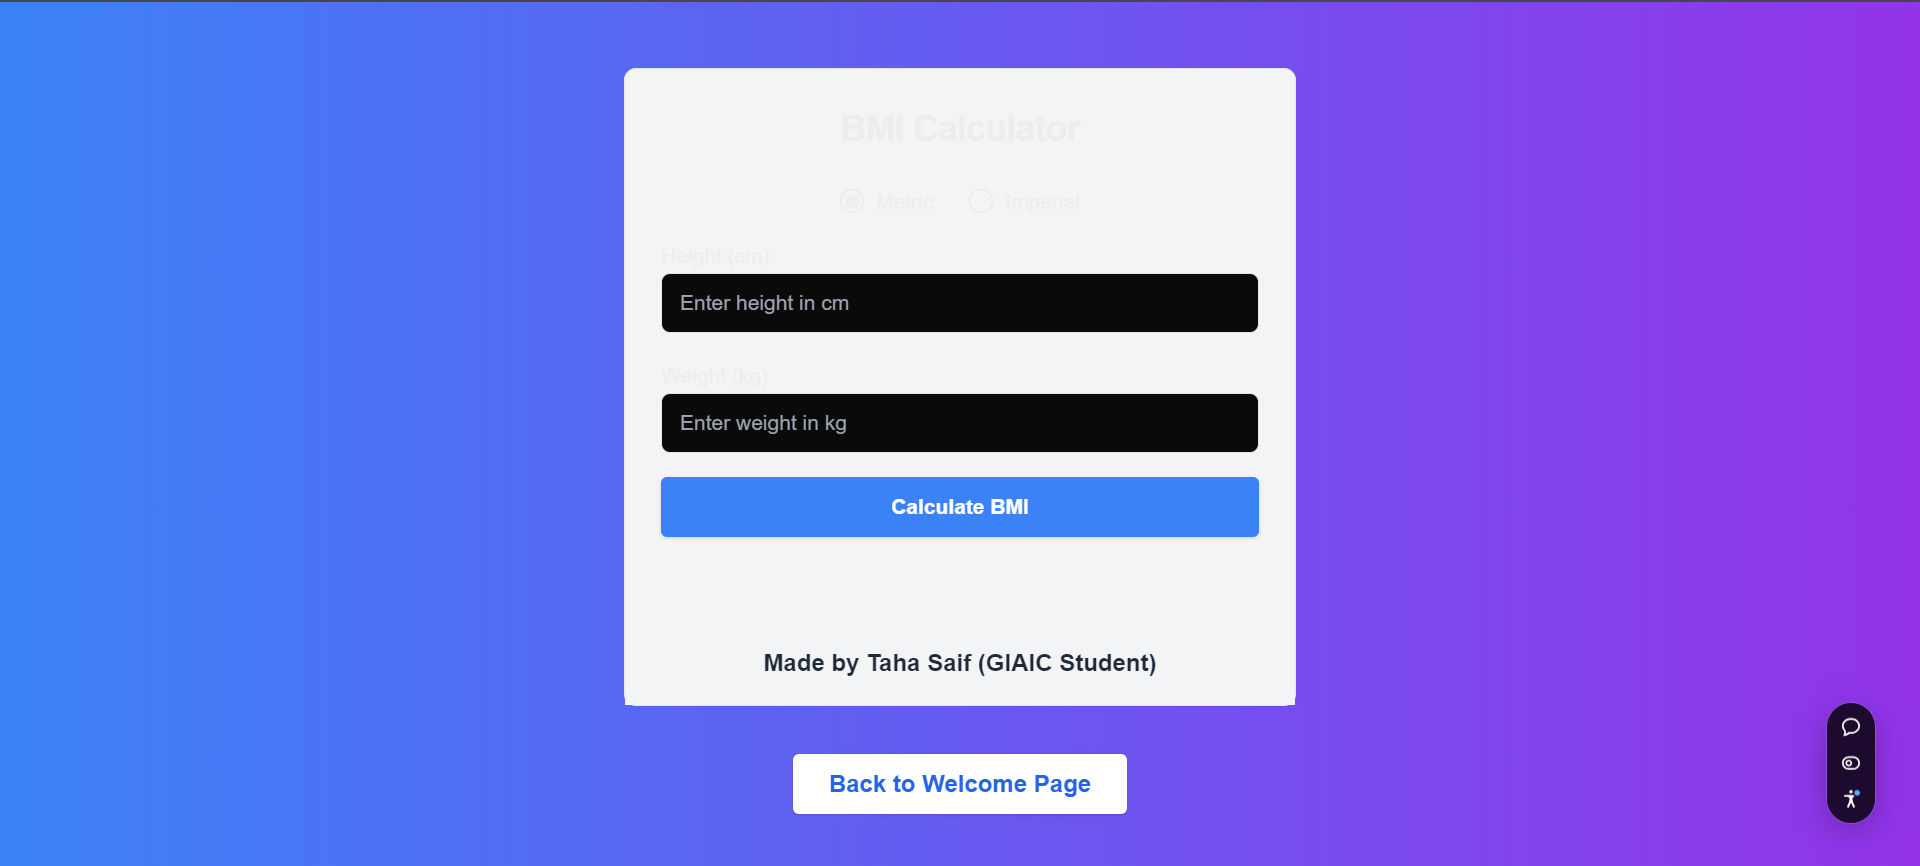 BMI Calculator
Metric Imperial
Height (cm)
Enter height in cm
Weight (kg)
Enter weight in kg
Calculate BMI
Made by Taha Saif (GIAIC Student)
Back to Welcome Page